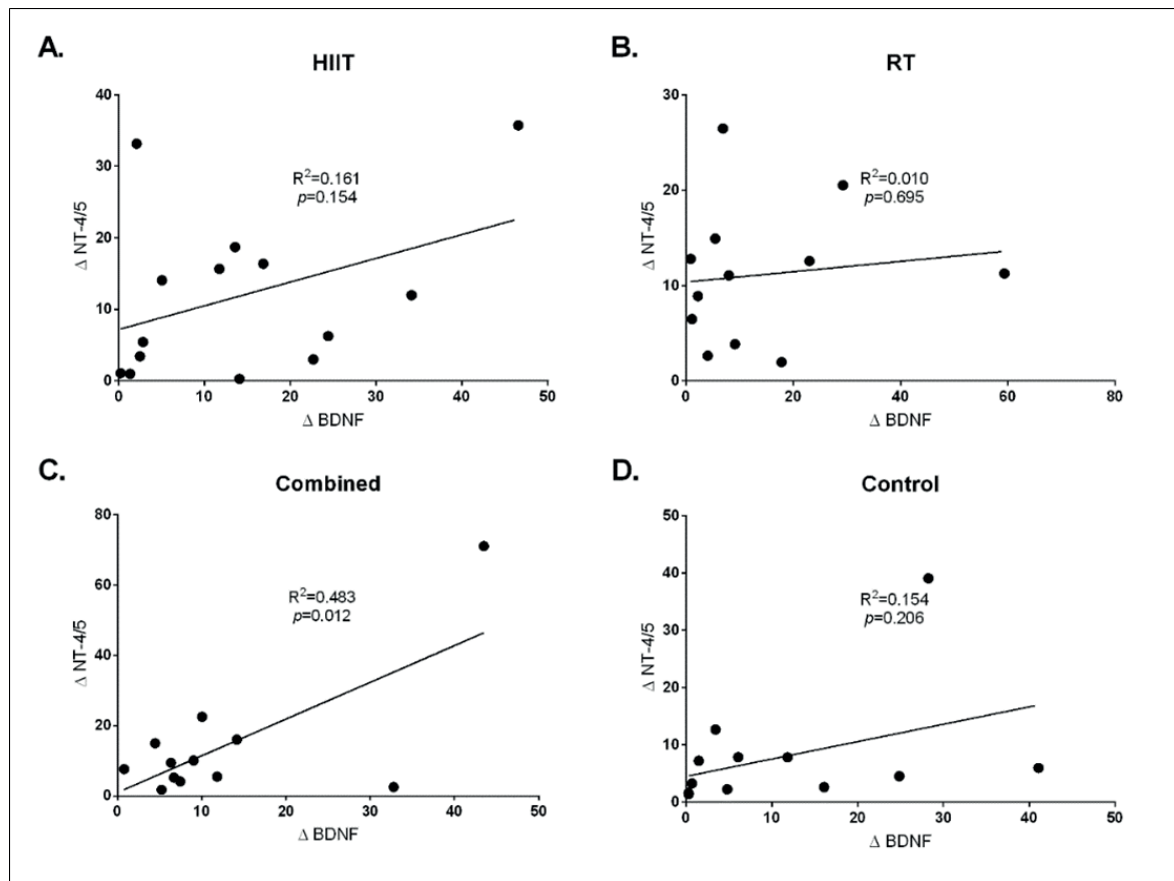 A.
HIIT
40
30
20
10
0
Δ NT-4/5
R²=0.161
p=0.154
0 10 20 30 40 50
Δ BDNF
B.
RT
30
20
10
0
Δ NT-4/5
R²=0.010
p=0.695
0 20 40 60 80
Δ BDNF
C.
Combined
80
60
40
20
0
Δ NT-4/5
R²=0.483
p=0.012
0 10 20 30 40 50
Δ BDNF
D.
Control
50
40
30
20
10
0
Δ NT-4/5
R²=0.154
p=0.206
0 10 20 30 40 50
Δ BDNF